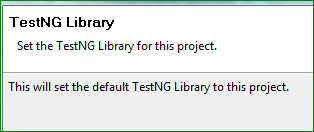 TestNG Library
Set the TestNG Library for this project.
This will set the default TestNG Library to this project.